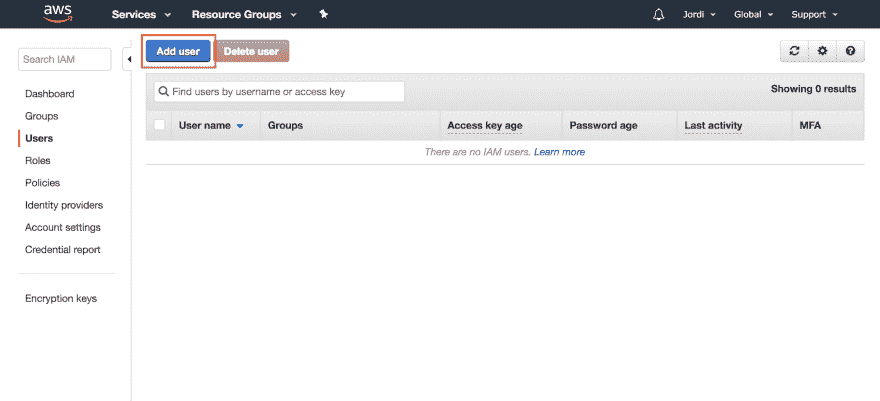 aws Services Resource Groups Jordi Global Support
Search IAM
Add user Delete user
Dashboard
Groups
Users
Roles
Policies
Identity providers
Account settings
Credential report
Encryption keys
Find users by username or access key Showing 0 results
User name Groups Access key age Password age Last activity MFA
There are no IAM users. Learn more